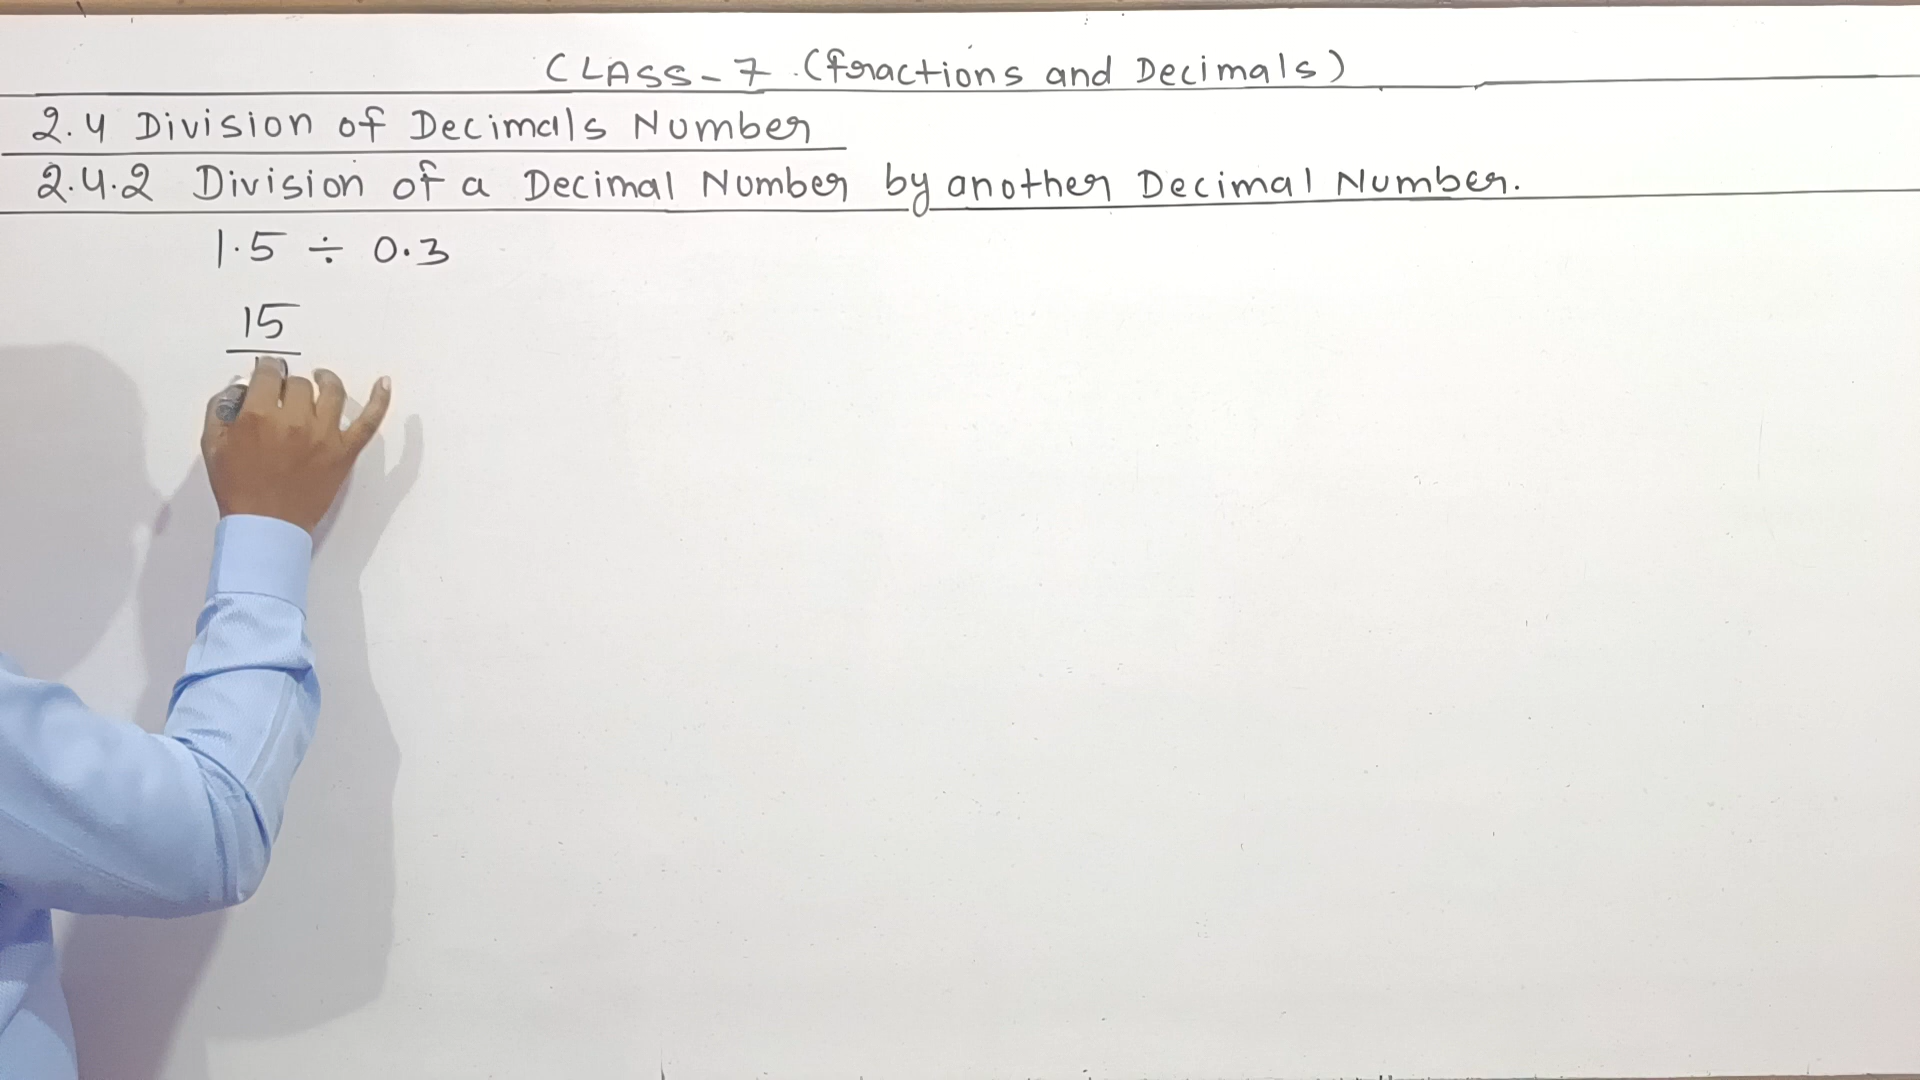 CLASS-7 (fractions and Decimals)
2.4 Division of Decimals Number
2.4.2 Division of a Decimal Number by another Decimal Number.
1.5 ÷ 0.3
15